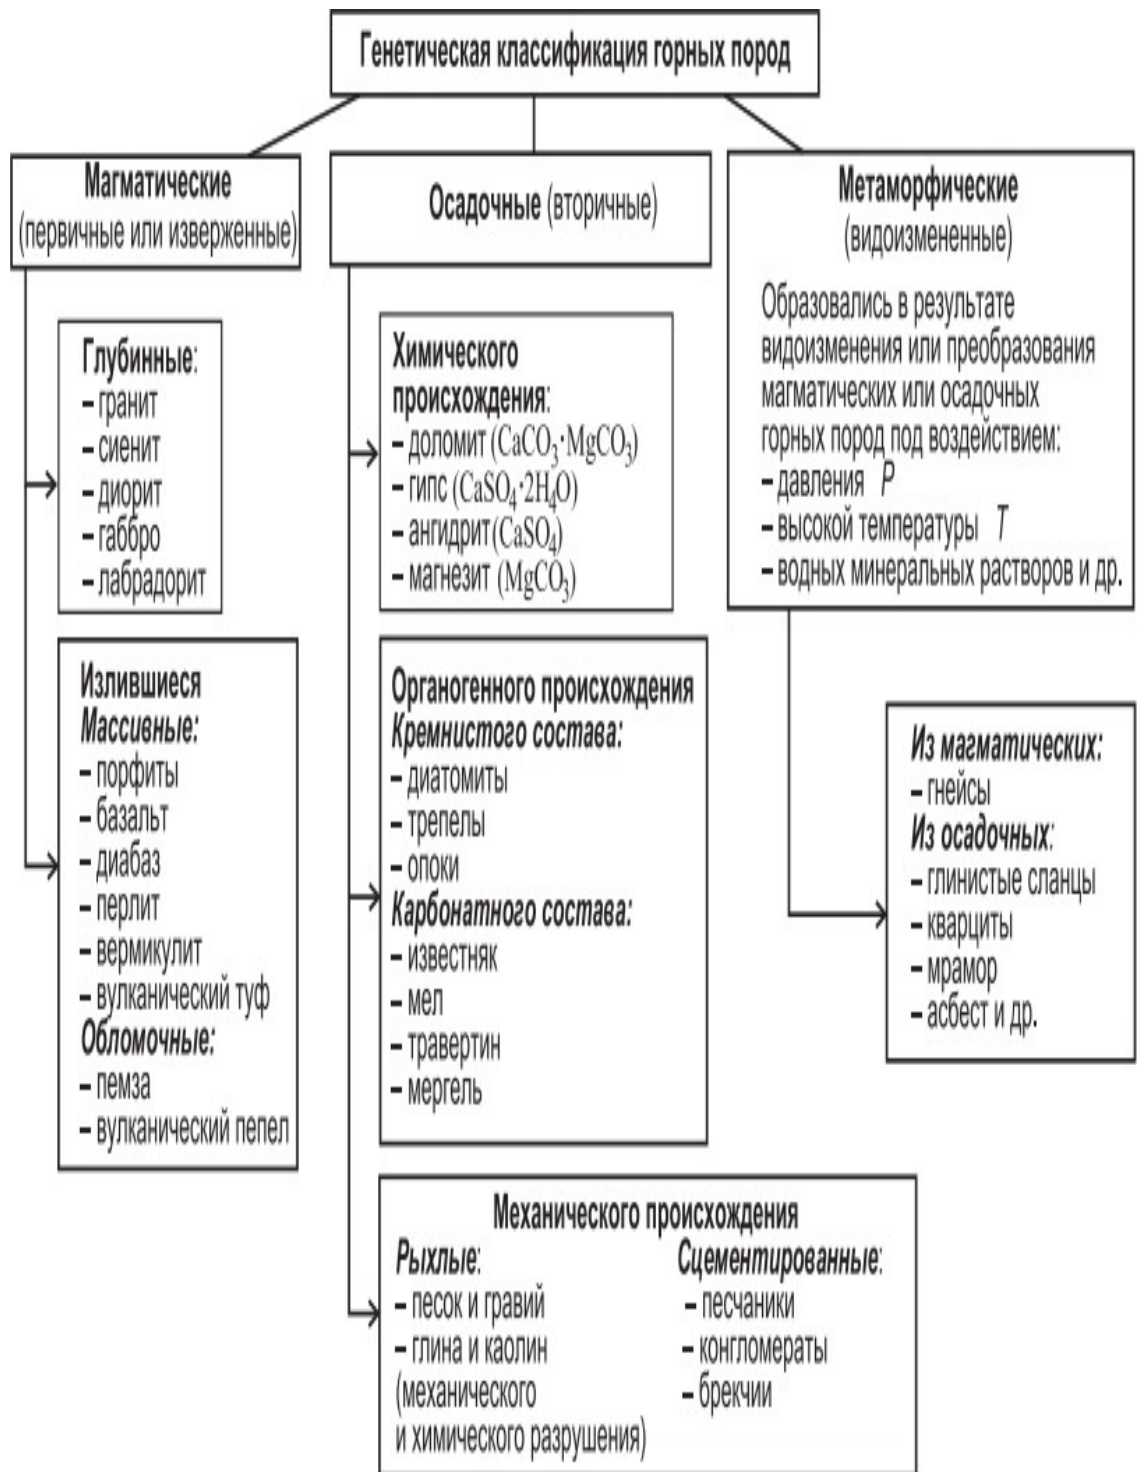 Генетическая классификация горных пород
Магматические
(первичные или изверженные)
Глубинные:
– гранит
– сиенит
– диорит
– габбро
– лабрадорит
Излившиеся
Массивные:
– порфиты
– базальт
– диабаз
– перлит
– вермикулит
– вулканический туф
Обломочные:
– пемза
– вулканический пепел
Осадочные (вторичные)
Химического
происхождения:
– доломит (CaCO₃·MgCO₃)
– гипс (CaSO₄·2H₄O)
– ангидрит(CaSO₄)
– магнезит (MgCO₃)
Органогенного происхождения
Кремнистого состава:
– диатомиты
– трепелы
– опоки
Карбонатного состава:
– известняк
– мел
– травертин
– мергель
Механического происхождения
Рыхлые:
– песок и гравий
– глина и каолин
(механического
и химического разрушения)
Сцементированные:
– песчаники
– конгломераты
– брекчии
Метаморфические
(видоизмененные)
Образовались в результате
видоизменения или преобразования
магматических или осадочных
горных пород под воздействием:
– давления P
– высокой температуры T
– водных минеральных растворов и др.
Из магматических:
– гнейсы
Из осадочных:
– глинистые сланцы
– кварциты
– мрамор
– асбест и др.